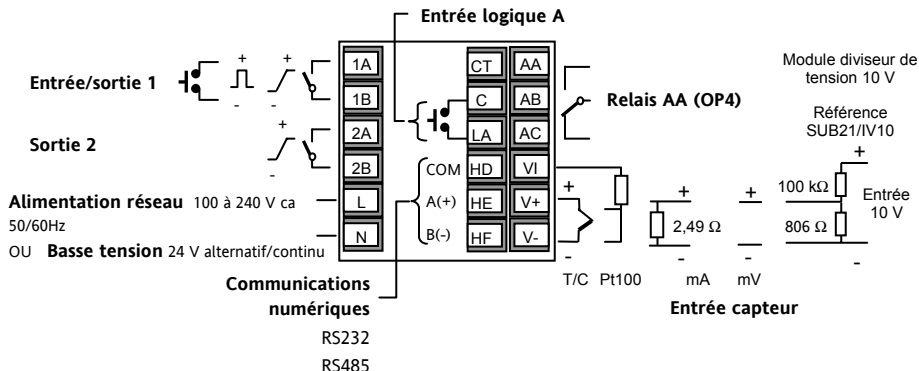 Entrée logique A
Entrée/sortie 1
+
-
+
-
Sortie 2
+
-
Alimentation réseau 100 à 240 V ca
50/60Hz
OU Basse tension 24 V alternatif/continu
1A
1B
2A
2B
L
N
CT
C
LA
COM HD
A(+) HE
B(-) HF
AA
AB
AC
VI
V+
V-
Relais AA (OP4)
Module diviseur de
tension 10 V
Référence
SUB21/IV10
+
100 kΩ
806 Ω
Entrée
10 V
-
+
-
T/C
Pt100
+
2,49 Ω
-
mA
+
-
mV
Entrée capteur
Communications
numériques
RS232
RS485